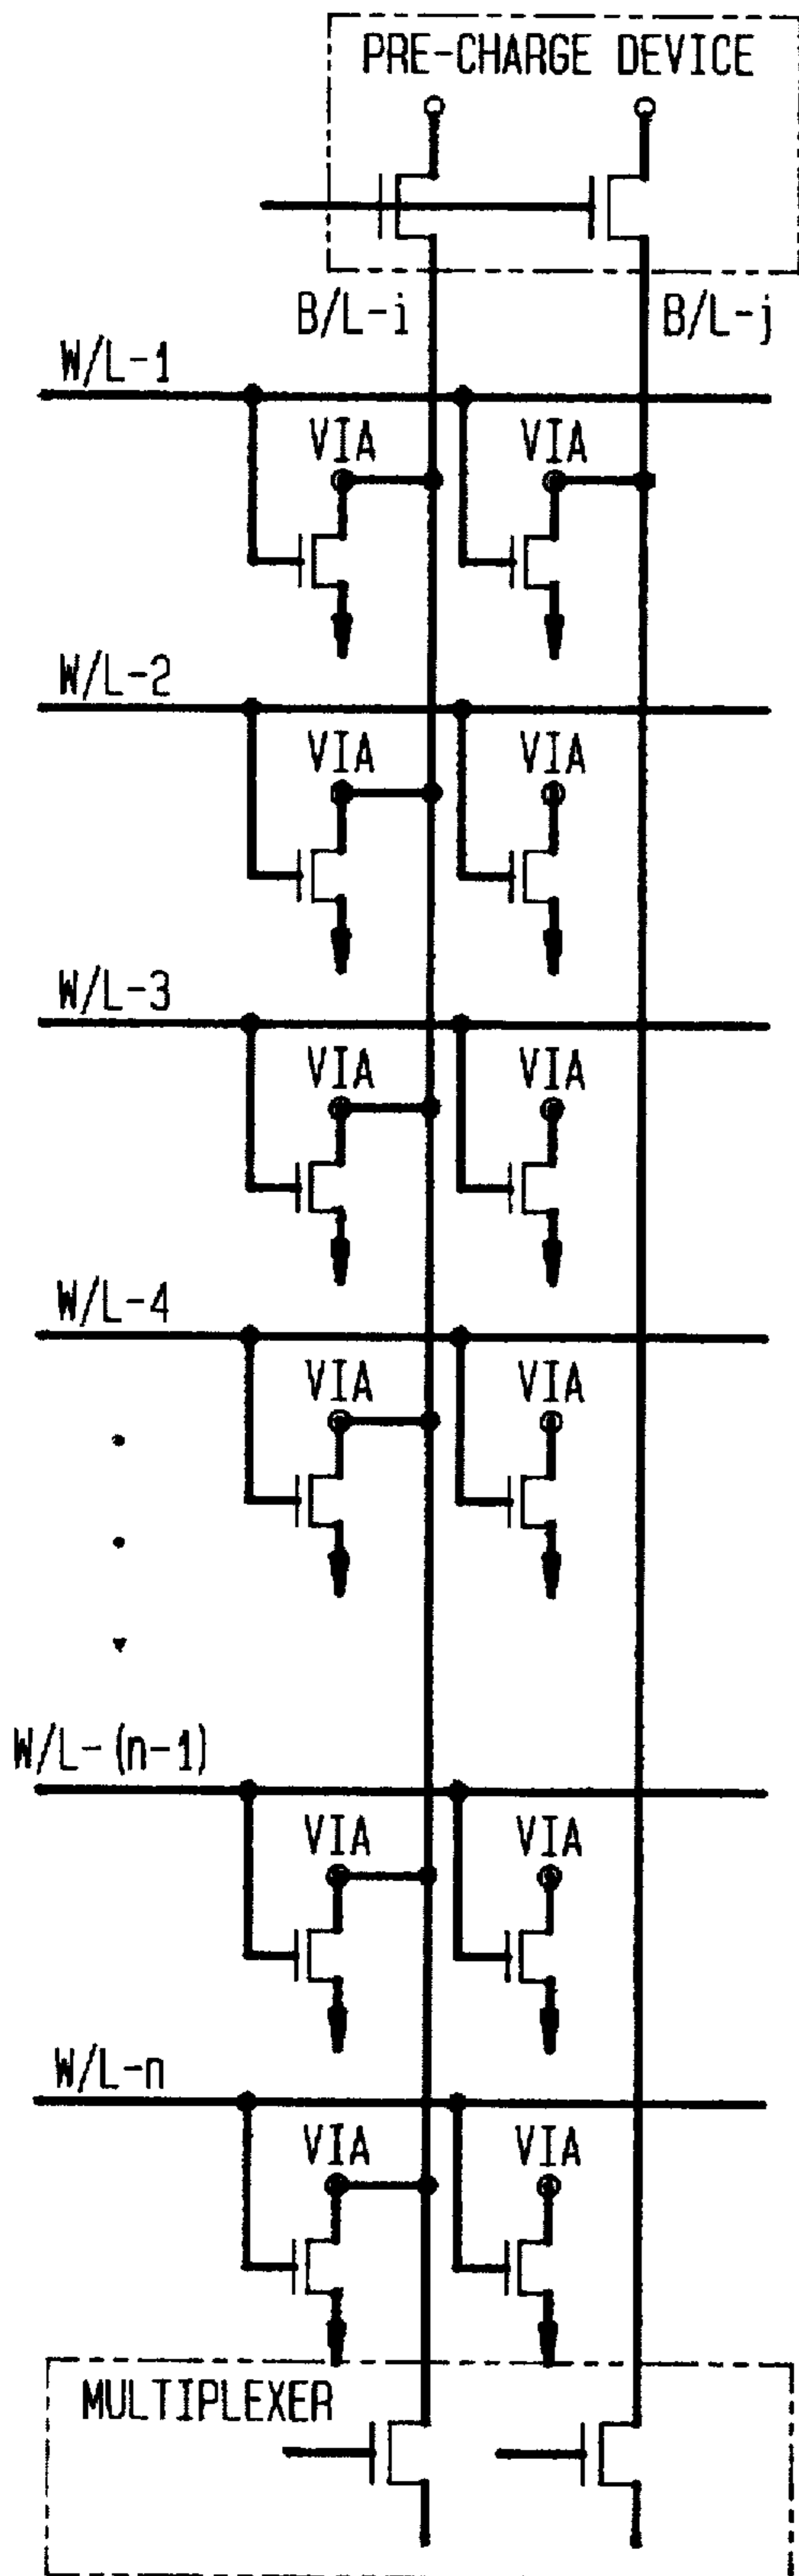 PRE-CHARGE DEVICE
B/L-i B/L-j
W/L-1
VIA VIA
W/L-2
VIA VIA
W/L-3
VIA VIA
W/L-4
VIA VIA
W/L-(n-1)
VIA VIA
W/L-n
VIA VIA
MULTIPLEXER